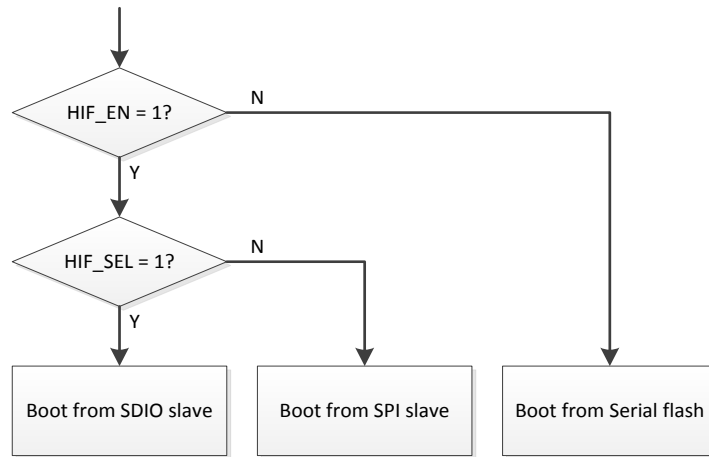 HIF_EN = 1?
N
Y
HIF_SEL = 1?
N
Y
Boot from SDIO slave
Boot from SPI slave
Boot from Serial flash